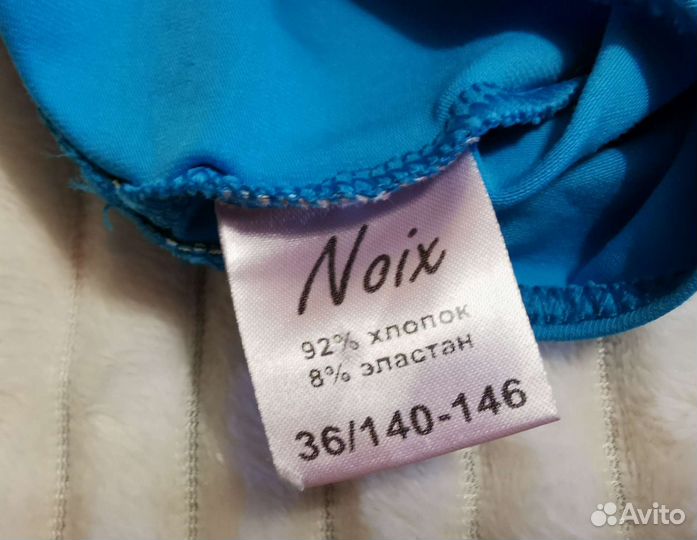 Noix
92% хлопок
8% эластан
36/140-146
Avito